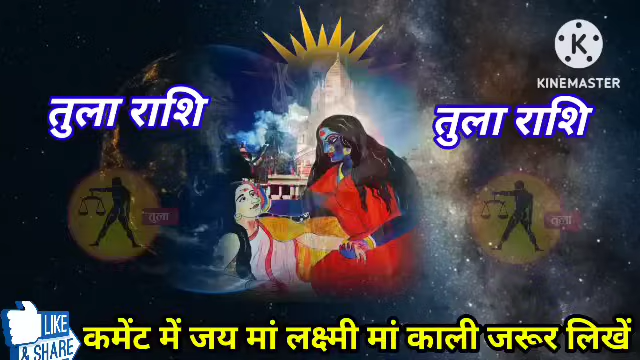 KINEMASTER
तुला राशि
तुला राशि
तुला
तुला
LIKE
& SHARE
कमेंट में जय मां लक्ष्मी मां काली जरूर लिखें